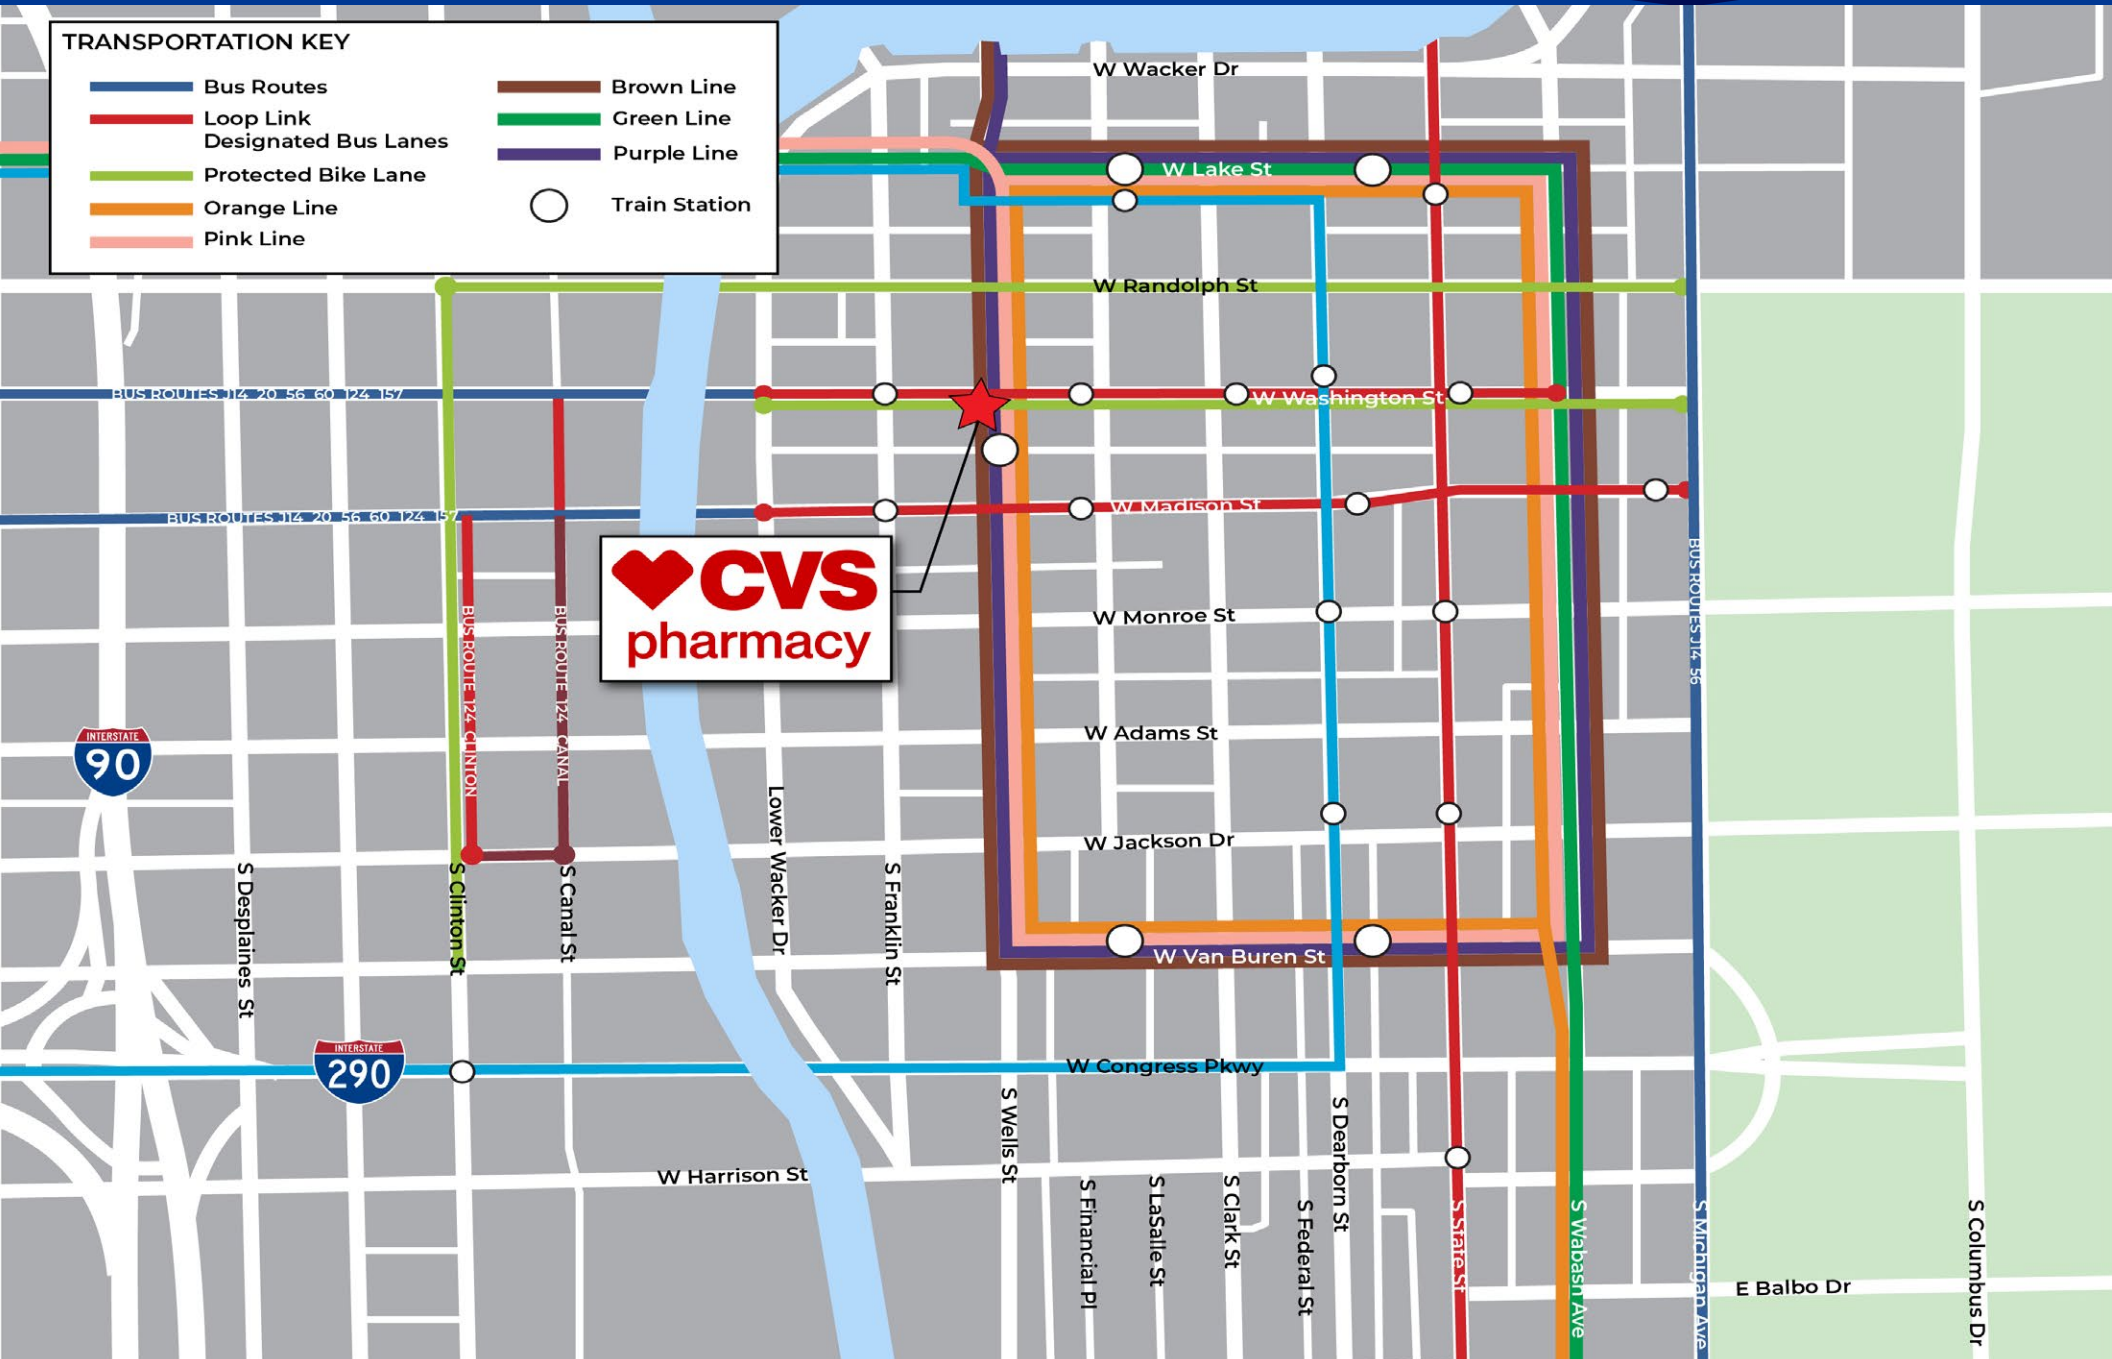 TRANSPORTATION KEY
Bus Routes
Loop Link
Designated Bus Lanes
Protected Bike Lane
Orange Line
Pink Line
Brown Line
Green Line
Purple Line
Train Station
W Wacker Dr
W Lake St
W Randolph St
BUS ROUTES J14 20 56 60 124 157
W Washington St
BUS ROUTES J14 20 56 60 124 157
W Madison St
CVS
pharmacy
BUS ROUTE 124 CLINTON
BUS ROUTE 124 CANAL
BUS ROUTES J14 56
W Monroe St
W Adams St
INTERSTATE
90
W Jackson Dr
Lower Wacker Dr
S Desplaines St
S Clinton St
S Canal St
S Franklin St
W Van Buren St
INTERSTATE
290
W Congress Pkwy
S Wells St
S Dearborn St
W Harrison St
S Financial Pl
S LaSalle St
S Clark St
S Federal St
S State St
S Wabash Ave
S Michigan Ave
S Columbus Dr
E Balbo Dr